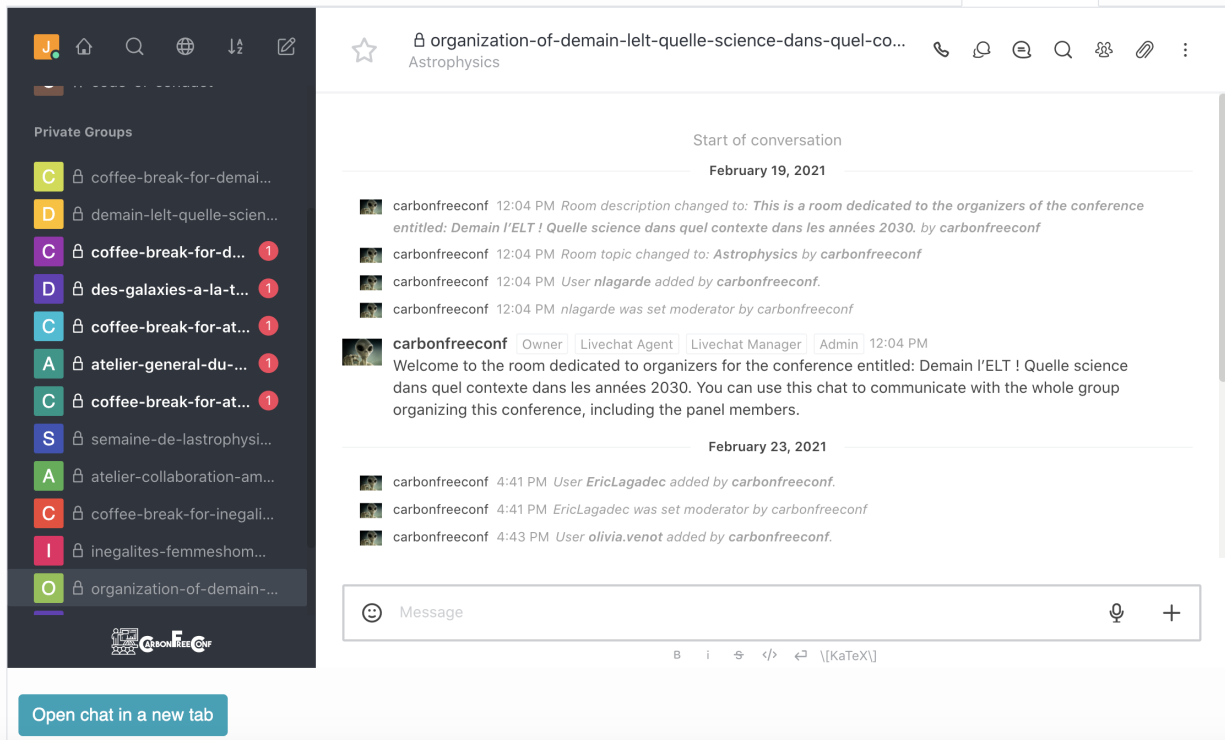 J
Private Groups
C coffee-break-for-demai...
D demain-lelt-quelle-scien...
C coffee-break-for-d... 1
D des-galaxies-a-la-t... 1
C coffee-break-for-at... 1
A atelier-general-du-... 1
C coffee-break-for-at... 1
S semaine-de-lastrophysi...
A atelier-collaboration-am...
C coffee-break-for-inegali...
I inegalites-femmeshom...
O organization-of-demain-...
CARBONFREECONF
Open chat in a new tab
organization-of-demain-lelt-quelle-science-dans-quel-co...
Astrophysics
Start of conversation
February 19, 2021
carbonfreeconf 12:04 PM Room description changed to: This is a room dedicated to the organizers of the conference
entitled: Demain l'ELT ! Quelle science dans quel contexte dans les années 2030. by carbonfreeconf
carbonfreeconf 12:04 PM Room topic changed to: Astrophysics by carbonfreeconf
carbonfreeconf 12:04 PM User nlagarde added by carbonfreeconf.
carbonfreeconf 12:04 PM nlagarde was set moderator by carbonfreeconf
carbonfreeconf Owner Livechat Agent Livechat Manager Admin 12:04 PM
Welcome to the room dedicated to organizers for the conference entitled: Demain l'ELT ! Quelle science
dans quel contexte dans les années 2030. You can use this chat to communicate with the whole group
organizing this conference, including the panel members.
February 23, 2021
carbonfreeconf 4:41 PM User EricLagadec added by carbonfreeconf.
carbonfreeconf 4:41 PM EricLagadec was set moderator by carbonfreeconf
carbonfreeconf 4:43 PM User olivia.venot added by carbonfreeconf.
Message
B i S </> \[KaTeX\]